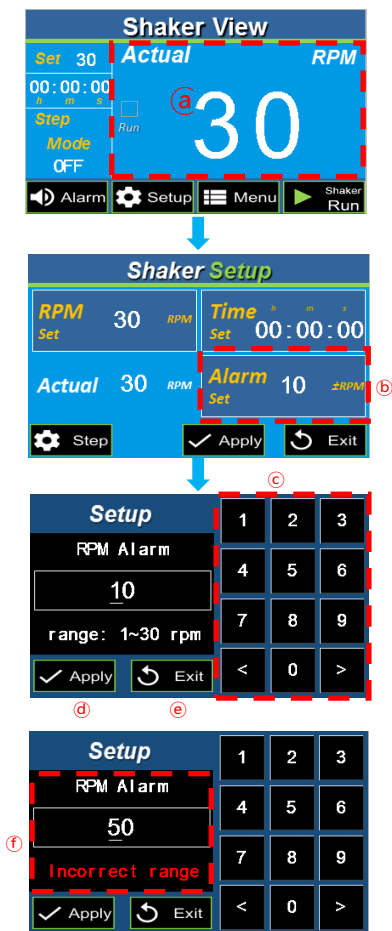 Shaker View
Set 30
Actual RPM
00:00:00
h m s
ⓐ
30
Step
Mode
OFF
Run
Alarm Setup Menu Shaker Run
Shaker Setup
RPM Set 30 RPM
Time Set h m s 00:00:00
Actual 30 RPM
Alarm Set 10 ±RPM
ⓑ
Step Apply Exit
ⓒ
Setup
RPM Alarm
10
range: 1~30 rpm
Apply Exit
1 2 3
4 5 6
7 8 9
< 0 >
ⓓ ⓔ
Setup
RPM Alarm
50
Incorrect range
ⓕ
Apply Exit
1 2 3
4 5 6
7 8 9
< 0 >